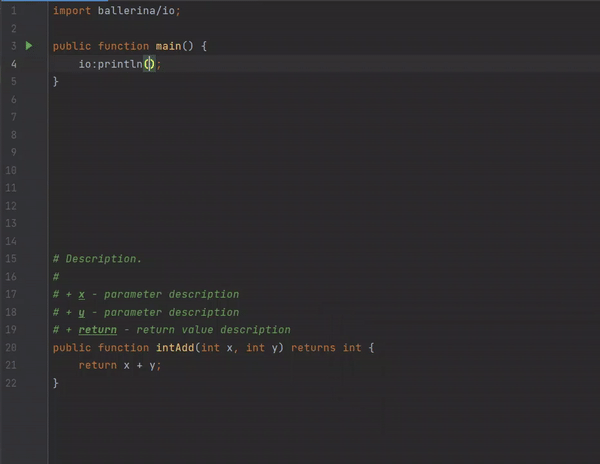 1 import ballerina/io;
2
3 public function main() {
4     io:println();
5 }
6
7
8
9
10
11
12
13
14
15 # Description.
16 #
17 # + x - parameter description
18 # + y - parameter description
19 # + return - return value description
20 public function intAdd(int x, int y) returns int {
21     return x + y;
22 }